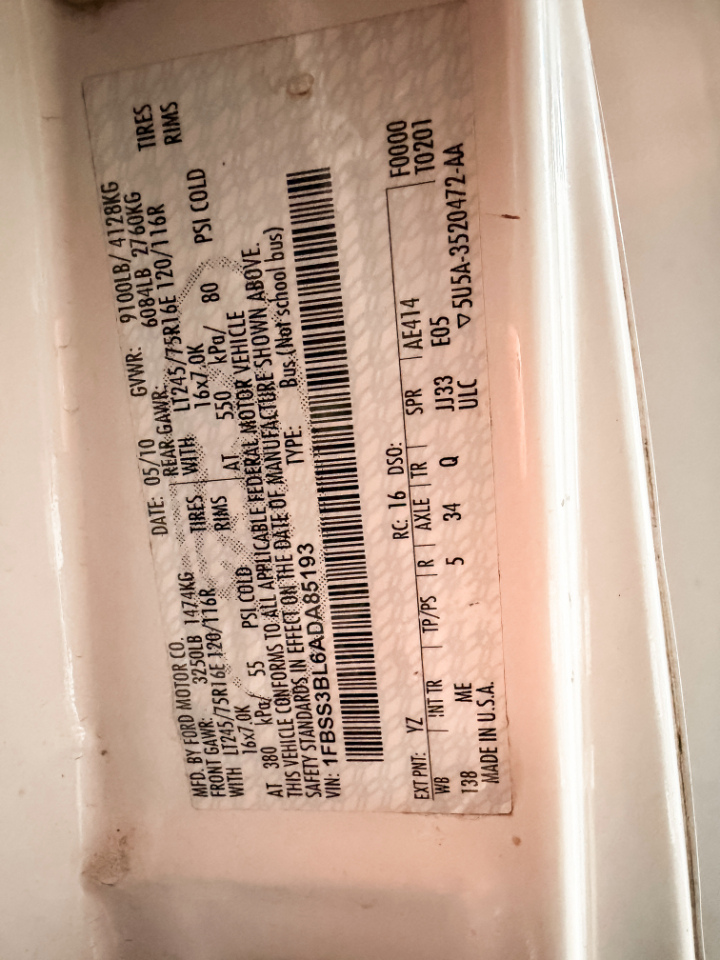 MFD. BY FORD MOTOR CO. DATE: 05/10 GVWR: 9100LB/ 4128KG
FRONT GAWR: 3250LB 1474KG REAR GAWR: 6084LB 2760KG
WITH LT245/75R16E 120/116R TIRES WITH LT245/75R16E 120/116R TIRES
16x7.0K RIMS 16x7.0K RIMS
AT 380 kPa/ 55 PSI COLD AT 550 kPa/ 80 PSI COLD
THIS VEHICLE CONFORMS TO ALL APPLICABLE FEDERAL MOTOR VEHICLE
SAFETY STANDARDS IN EFFECT ON THE DATE OF MANUFACTURE SHOWN ABOVE.
VIN: 1FBSS3BL6ADA85193 TYPE: Bus (Not school bus)
F0000
T0201
EXT PNT: YZ RC: 16 DSO:
WB INT TR TP/PS R AXLE TR SPR AE414
138 ME 5 34 Q JJ33 E05
MADE IN U.S.A. ULC ▽5U5A-3520472-AA